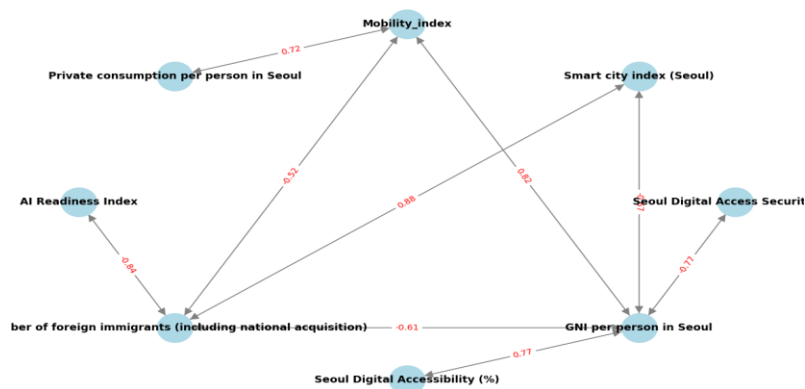 Mobility_index
0.72
Private consumption per person in Seoul
Smart city index (Seoul)
-0.52
0.82
0.88
AI Readiness Index
Seoul Digital Access Securit
-0.84
-0.77
ber of foreign immigrants (including national acquisition)
-0.61
GNI per person in Seoul
0.77
Seoul Digital Accessibility (%)